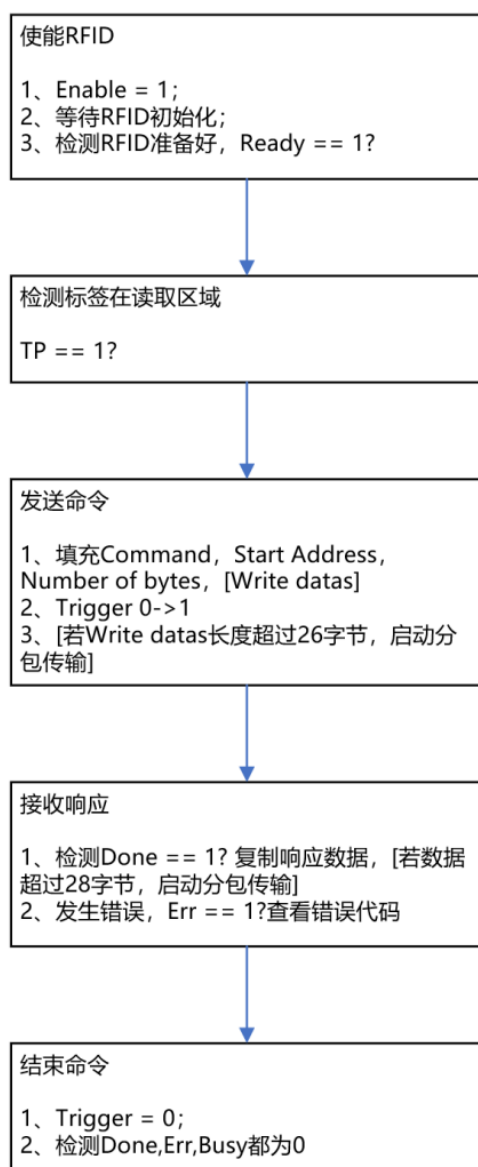 使能RFID
1、Enable = 1;
2、等待RFID初始化;
3、检测RFID准备好，Ready == 1?
检测标签在读取区域
TP == 1?
发送命令
1、填充Command，Start Address，
Number of bytes，[Write datas]
2、Trigger 0->1
3、[若Write datas长度超过26字节，启动分
包传输]
接收响应
1、检测Done == 1? 复制响应数据，[若数据
超过28字节，启动分包传输]
2、发生错误，Err == 1?查看错误代码
结束命令
1、Trigger = 0;
2、检测Done,Err,Busy都为0